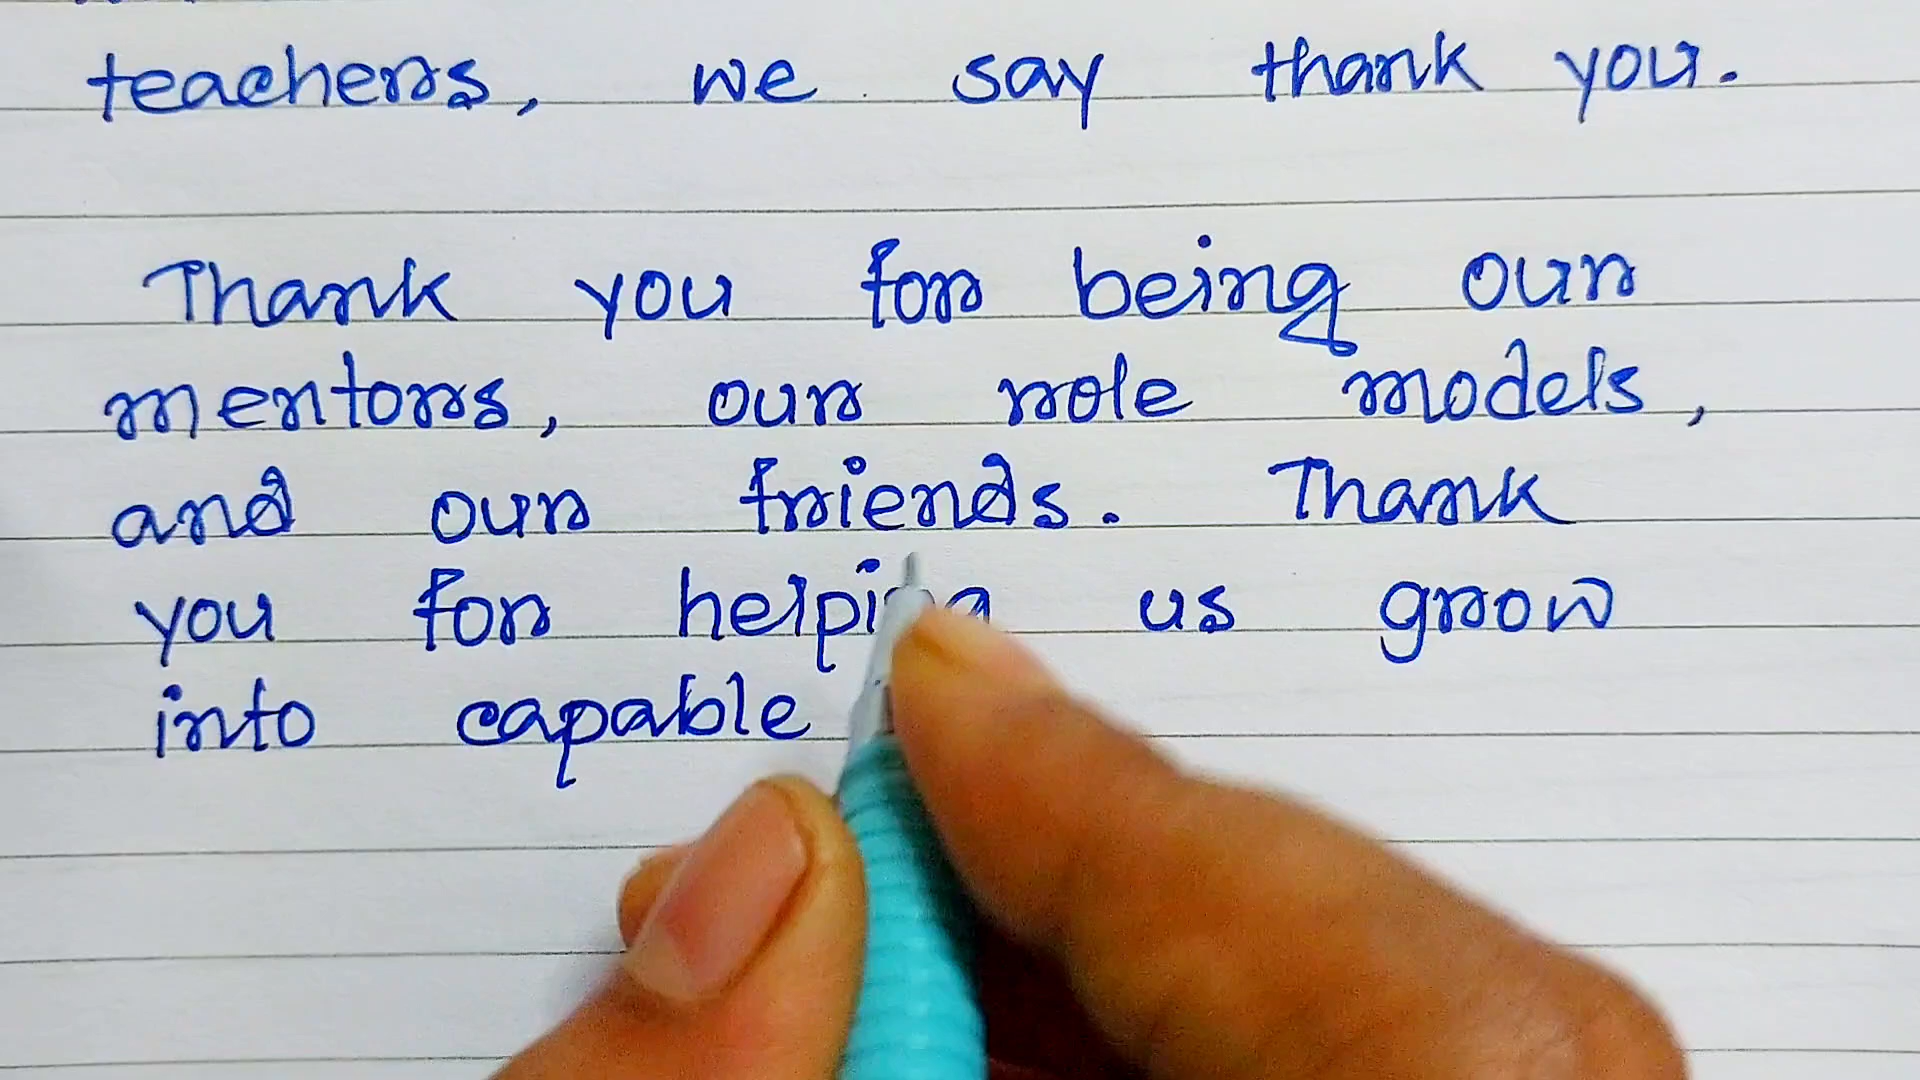 teachers, we say thank you.
Thank you for being our
mentors, our role models,
and our friends. Thank
you for helping us grow
into capable